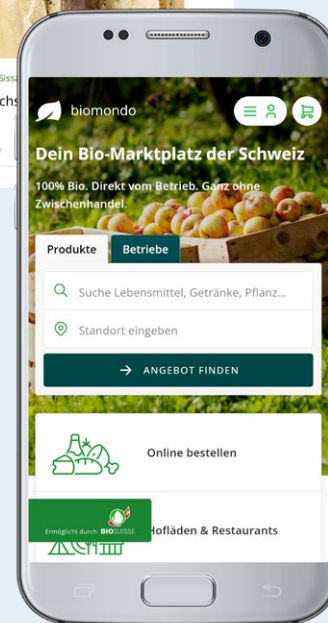 biomondo
Dein Bio-Marktplatz der Schweiz
100% Bio. Direkt vom Betrieb. Ganz ohne
Zwischenhandel.
Produkte Betriebe
Suche Lebensmittel, Getränke, Pflanz...
Standort eingeben
ANGEBOT FINDEN
Online bestellen
Ermöglicht durch BIOSUISSE
Hofläden & Restaurants